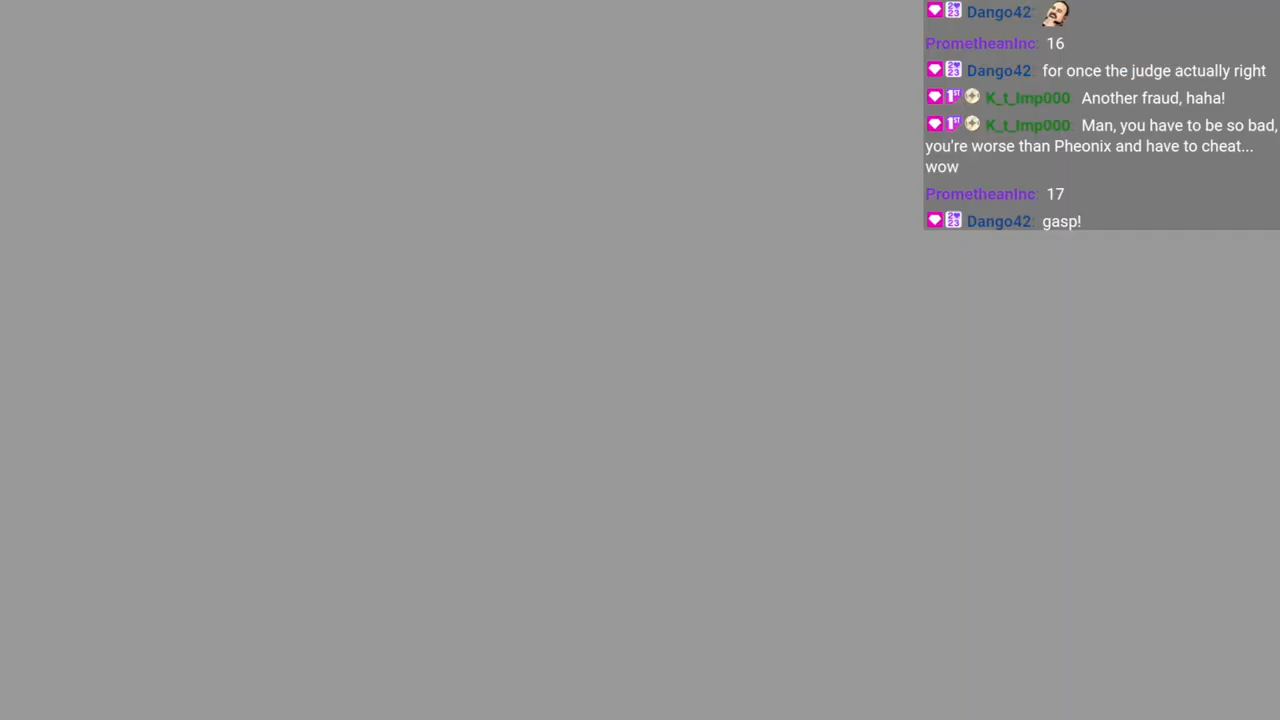 Dango42:
PrometheanInc: 16
Dango42: for once the judge actually right
1ST K_t_Imp000: Another fraud, haha!
1ST K_t_Imp000: Man, you have to be so bad,
you're worse than Pheonix and have to cheat...
wow
PrometheanInc: 17
Dango42: gasp!